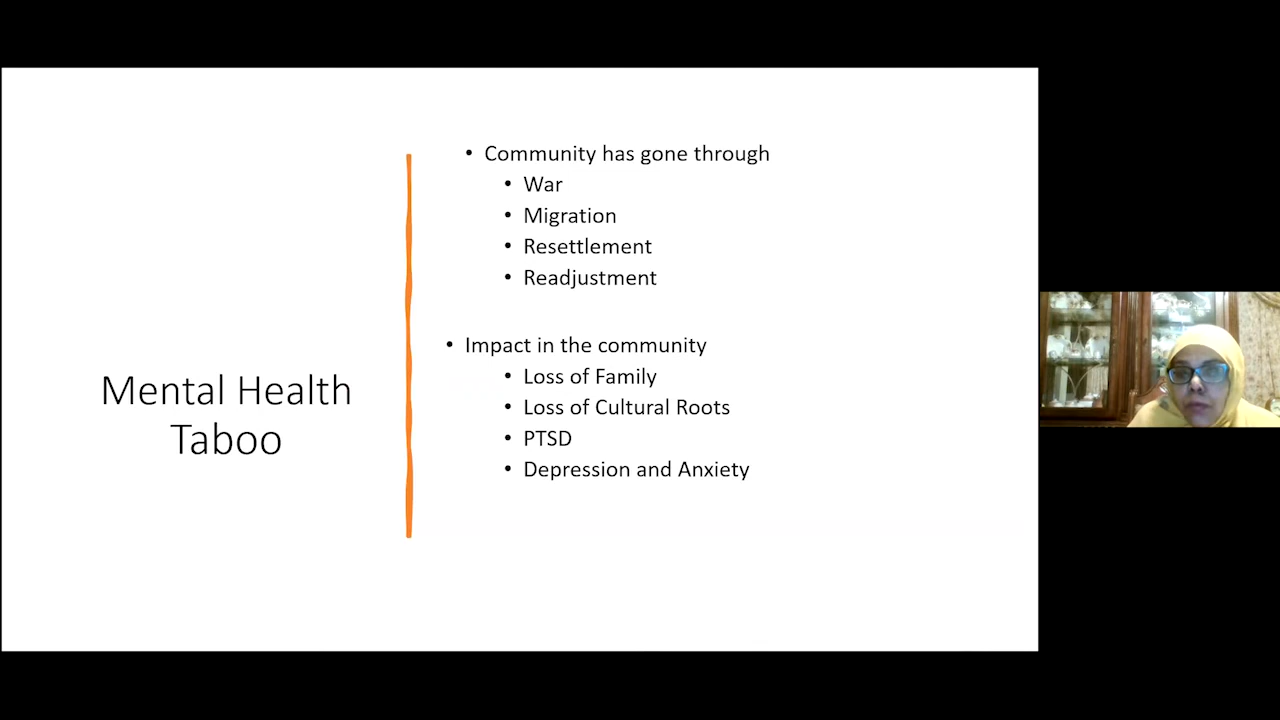 Mental Health
Taboo
• Community has gone through
• War
• Migration
• Resettlement
• Readjustment
• Impact in the community
• Loss of Family
• Loss of Cultural Roots
• PTSD
• Depression and Anxiety